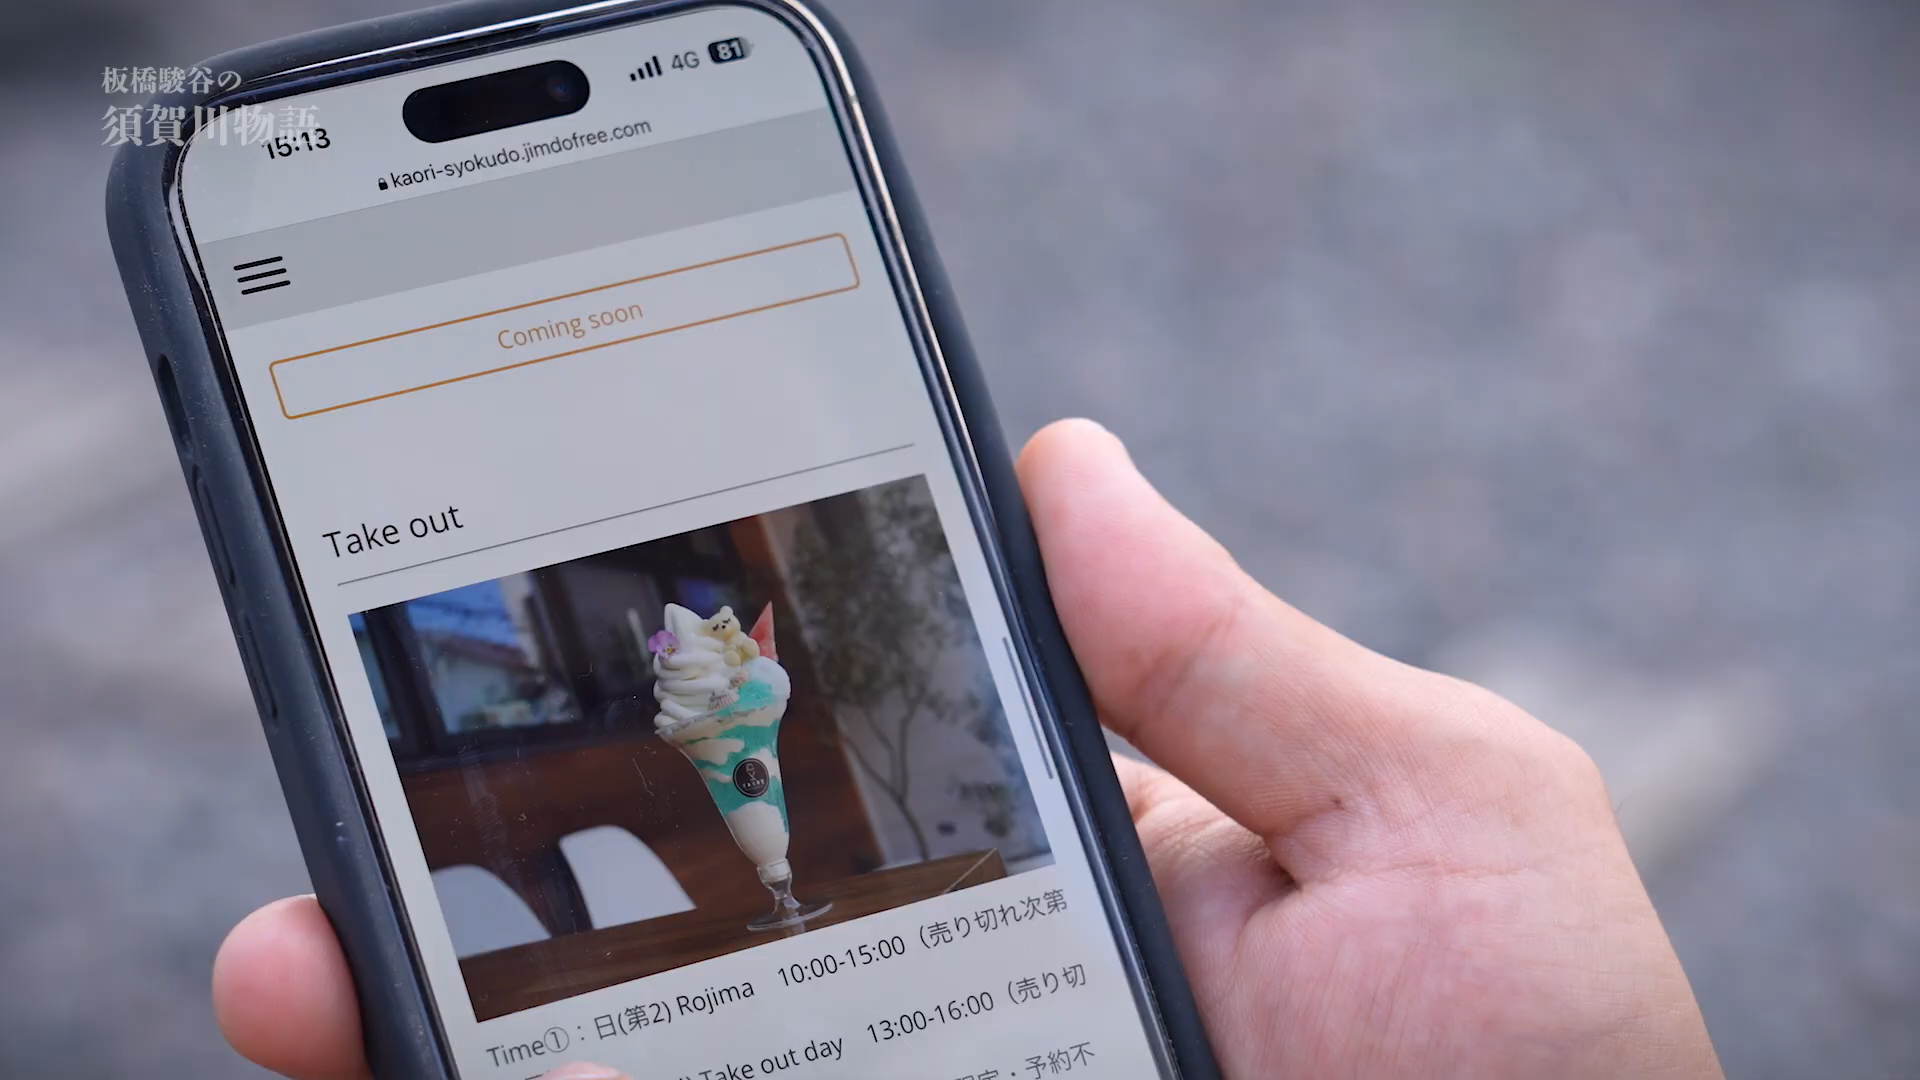 板橋駿谷の
須賀川物語
15:13
4G 81
kaori-syokudo.jimdofree.com
Coming soon
Take out
Time①：日(第2) Rojima 10:00-15:00（売り切れ次第
Take out day 13:00-16:00（売り切
限定・予約不